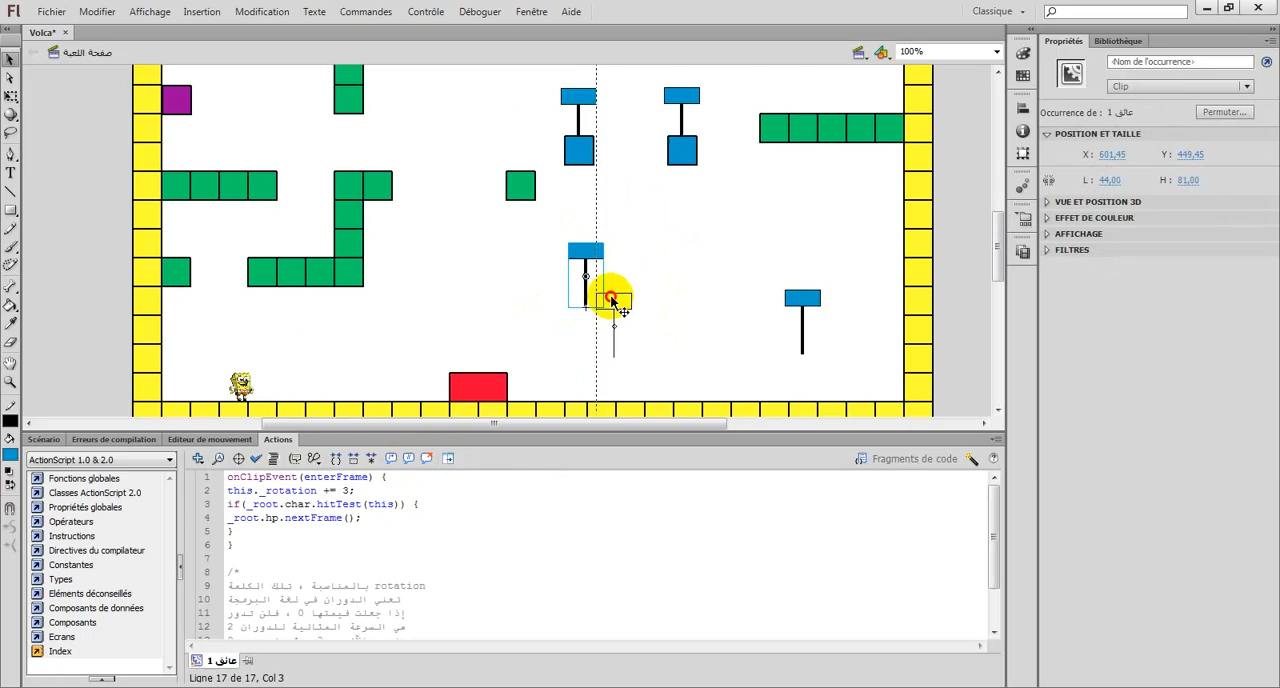 Fl Fichier Modifier Affichage Insertion Modification Texte Commandes Contrôle Déboguer Fenêtre Aide Classique
Volca* ×
صفحة اللعبة
100%
Propriétés Bibliothèque
<Nom de l'occurrence>
Clip
Occurrence de : عائق 1
Permuter...
POSITION ET TAILLE
X : 601,45 Y : 449,45
L : 44,00 H : 81,00
VUE ET POSITION 3D
EFFET DE COULEUR
AFFICHAGE
FILTRES
Scénario Erreurs de compilation Editeur de mouvement Actions
ActionScript 1.0 & 2.0
Fragments de code
Fonctions globales
Classes ActionScript 2.0
Propriétés globales
Opérateurs
Instructions
Directives du compilateur
Constantes
Types
Eléments déconseillés
Composants de données
Composants
Ecrans
Index
1 onClipEvent(enterFrame) {
2 this._rotation += 3;
3 if(_root.char.hitTest(this)) {
4 _root.hp.nextFrame();
5 }
6 }
7
8 /*
9 بالمناسبة ، تلك الكلمة rotation
10 تعني الدوران في لغة البرمجة
11 إذا جعلت قيمتها 0 ، فلن تدور
12 هي السرعة المثالية للدوران 2
عائق 1
Ligne 17 de 17, Col 3